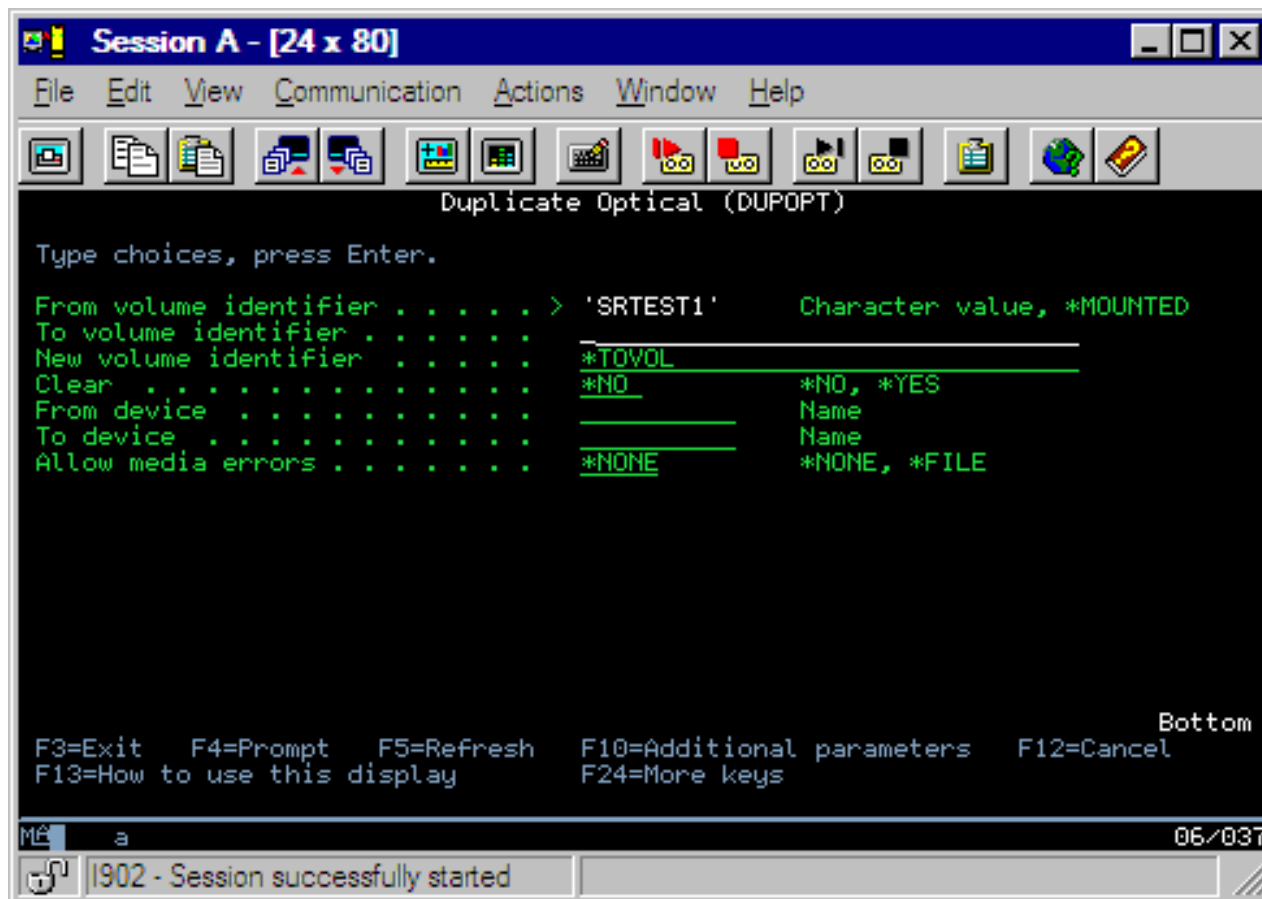 Session A - [24 x 80]
File Edit View Communication Actions Window Help
Duplicate Optical (DUPOPT)
Type choices, press Enter.
From volume identifier . . . . . > 'SRTEST1' Character value, *MOUNTED
To volume identifier . . . . . . _
New volume identifier . . . . . *TOVOL
Clear . . . . . . . . . . . . . *NO *NO, *YES
From device . . . . . . . . . . Name
To device . . . . . . . . . . . Name
Allow media errors . . . . . . . *NONE *NONE, *FILE
Bottom
F3=Exit F4=Prompt F5=Refresh F10=Additional parameters F12=Cancel
F13=How to use this display F24=More keys
a 06/037
I902 - Session successfully started